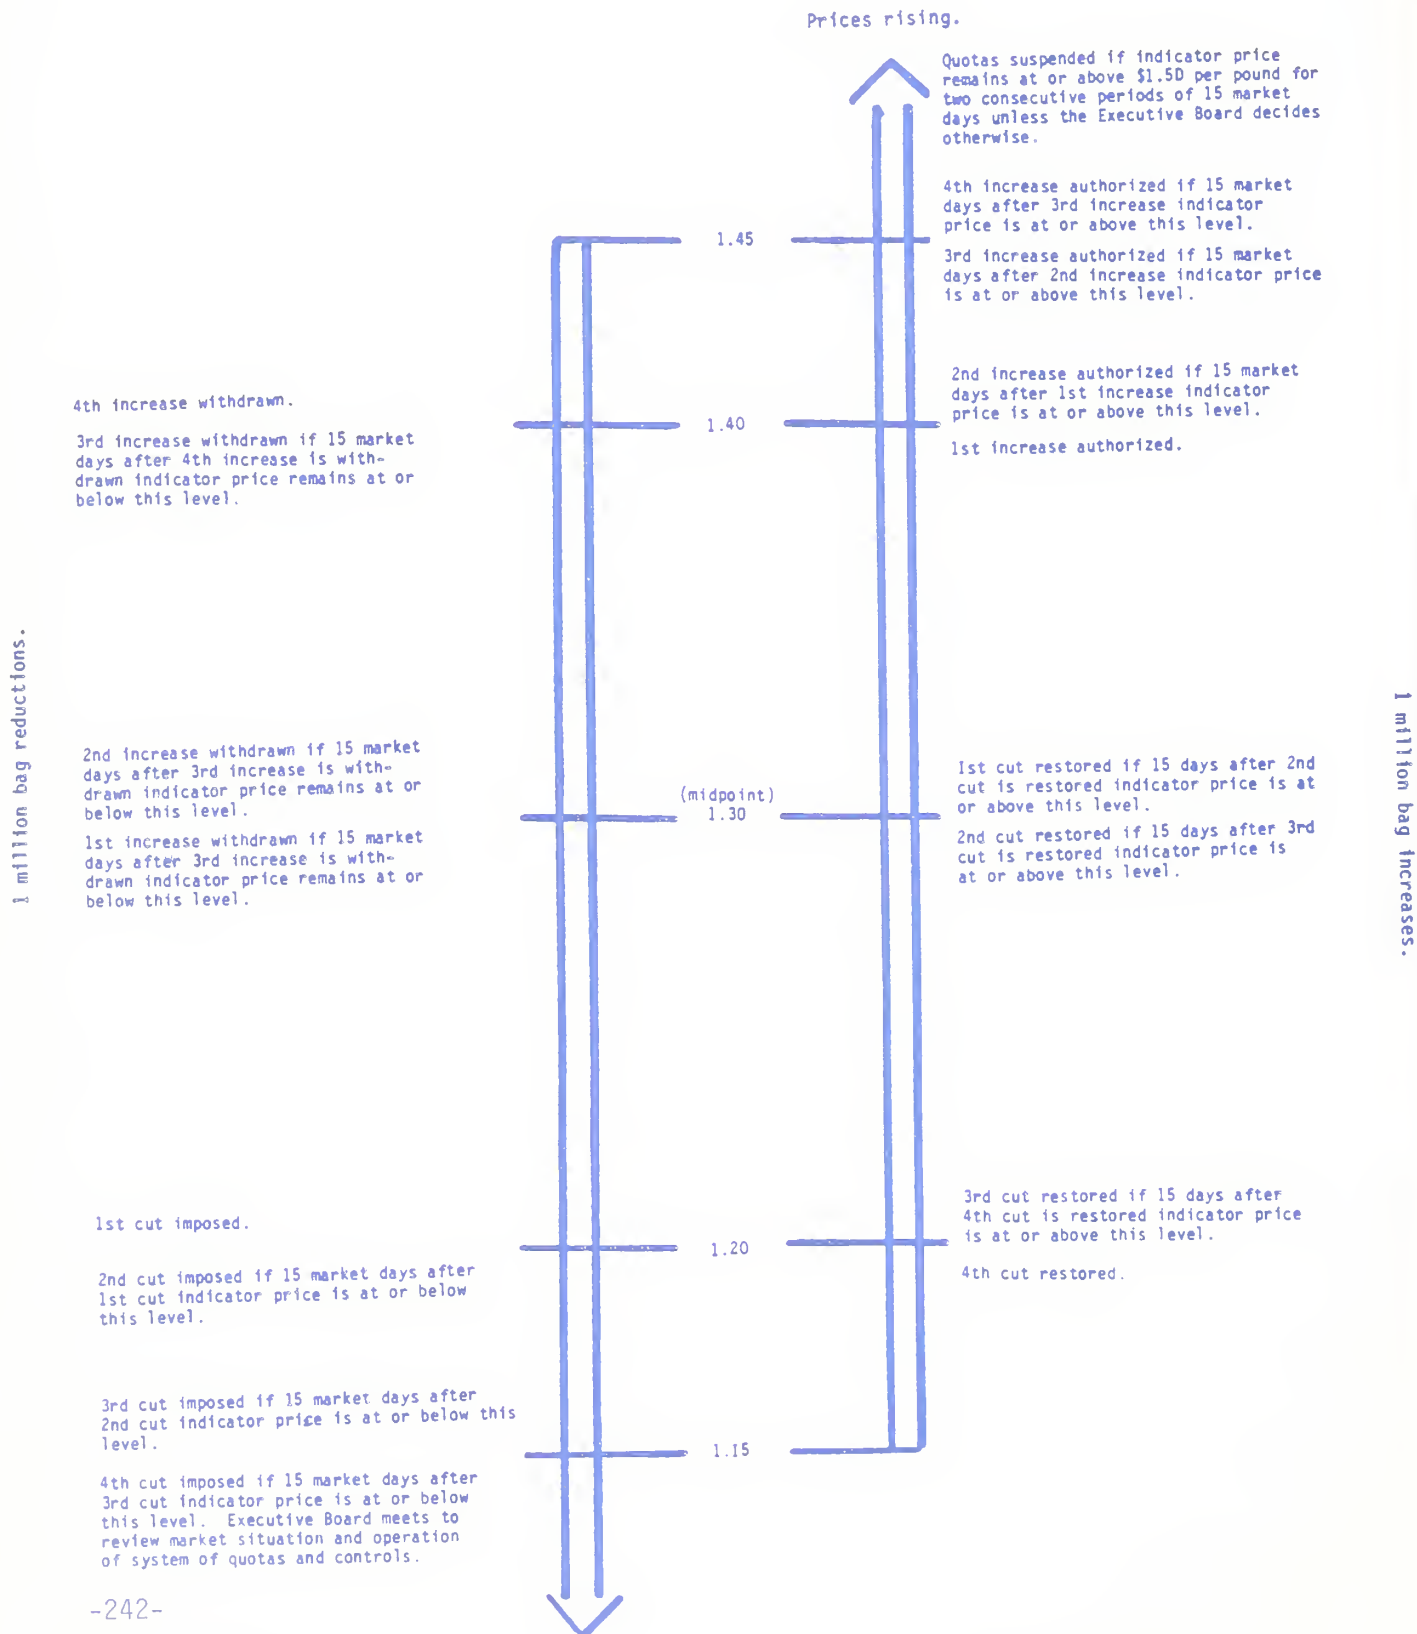 Prices rising.
Quotas suspended if indicator price
remains at or above $1.5D per pound for
two consecutive periods of 15 market
days unless the Executive Board decides
otherwise.
4th increase authorized if 15 market
days after 3rd increase indicator
price is at or above this level.
1.45
3rd increase authorized if 15 market
days after 2nd increase indicator price
is at or above this level.
2nd increase authorized if 15 market
days after 1st increase indicator
price is at or above this level.
4th increase withdrawn.
1.40
1st increase authorized.
3rd increase withdrawn if 15 market
days after 4th increase is with-
drawn indicator price remains at or
below this level.
1 million bag reductions.
1 million bag increases.
2nd increase withdrawn if 15 market
days after 3rd increase is with-
drawn indicator price remains at or
below this level.
(midpoint)
1.30
1st cut restored if 15 days after 2nd
cut is restored indicator price is at
or above this level.
1st increase withdrawn if 15 market
days after 3rd increase is with-
drawn indicator price remains at or
below this level.
2nd cut restored if 15 days after 3rd
cut is restored indicator price is
at or above this level.
1st cut imposed.
1.20
3rd cut restored if 15 days after
4th cut is restored indicator price
is at or above this level.
2nd cut imposed if 15 market days after
1st cut indicator price is at or below
this level.
4th cut restored.
3rd cut imposed if 15 market days after
2nd cut indicator price is at or below this
level.
1.15
4th cut imposed if 15 market days after
3rd cut indicator price is at or below
this level. Executive Board meets to
review market situation and operation
of system of quotas and controls.
-242-